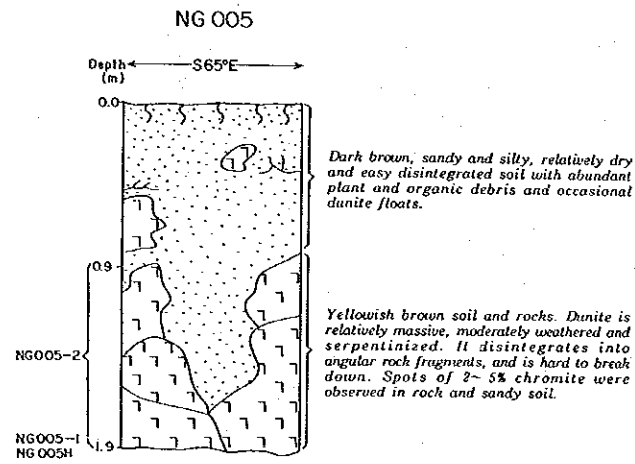 NG 005
Depth
(m)
S65°E
0.0
Dark brown, sandy and silty, relatively dry
and easy disintegrated soil with abundant
plant and organic debris and occasional
dunite floats.
0.9
Yellowish brown soil and rocks. Dunite is
relatively massive, moderately weathered and
serpentinized. It disintegrates into
angular rock fragments, and is hard to break
down. Spots of 2~5% chromite were
observed in rock and sandy soil.
NG005-2
NG005-1
NG005H
1.9